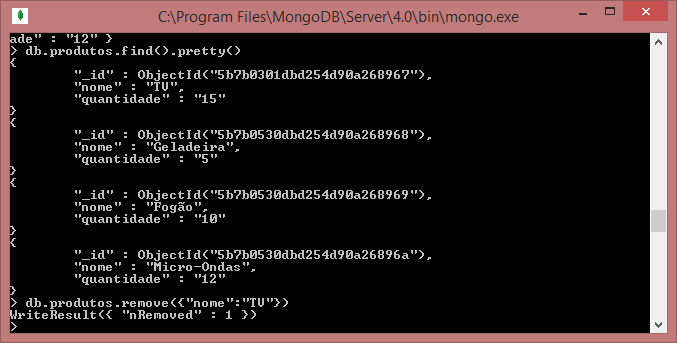 C:\Program Files\MongoDB\Server\4.0\bin\mongo.exe
ade" : "12" }
> db.produtos.find().pretty()
{
"_id" : ObjectId("5b7b0301dbd254d90a268967"),
"nome" : "TV",
"quantidade" : "15"
}
{
"_id" : ObjectId("5b7b0530dbd254d90a268968"),
"nome" : "Geladeira",
"quantidade" : "5"
}
{
"_id" : ObjectId("5b7b0530dbd254d90a268969"),
"nome" : "Fogão",
"quantidade" : "10"
}
{
"_id" : ObjectId("5b7b0530dbd254d90a26896a"),
"nome" : "Micro-Ondas",
"quantidade" : "12"
}
> db.produtos.remove({"nome":"TV"})
WriteResult({ "nRemoved" : 1 })
>